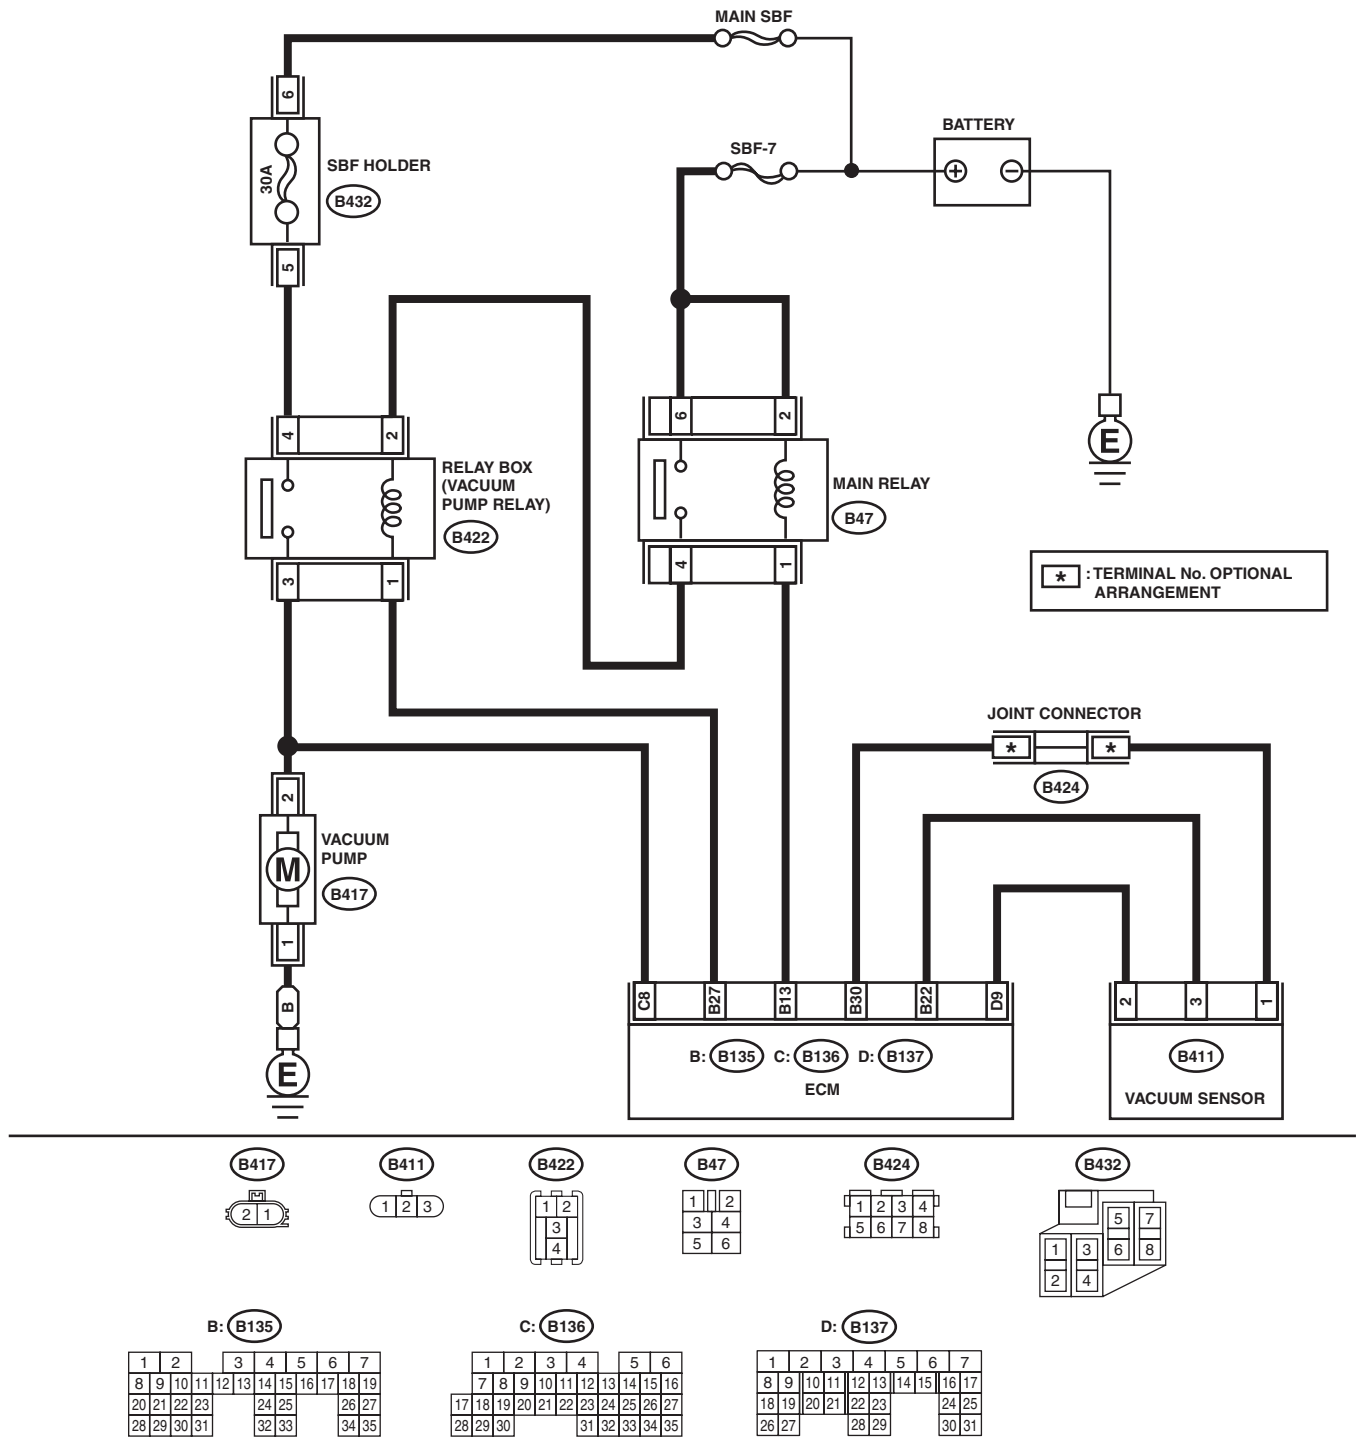 MAIN SBF
6
BATTERY
SBF-7
+ −
30A
SBF HOLDER
B432
5
4 2
6 2
E
RELAY BOX
(VACUUM
PUMP RELAY)
B422
MAIN RELAY
B47
3 1
4 1
* : TERMINAL No. OPTIONAL
ARRANGEMENT
JOINT CONNECTOR
* *
B424
2
VACUUM
PUMP
M
B417
1
B
E
C8 B27 B13 B30 B22 D9
2 3 1
B: B135 C: B136 D: B137
ECM
B411
VACUUM SENSOR
B417 B411 B422 B47 B424 B432
2 1
1 2 3
1 2
3
4
1 2
3 4
5 6
1 2 3 4
5 6 7 8
5 7
6 8
1 3
2 4
B: B135
1 2 3 4 5 6 7
8 9 10 11 12 13 14 15 16 17 18 19
20 21 22 23 24 25 26 27
28 29 30 31 32 33 34 35
C: B136
1 2 3 4 5 6
7 8 9 10 11 12 13 14 15 16
17 18 19 20 21 22 23 24 25 26 27
28 29 30 31 32 33 34 35
D: B137
1 2 3 4 5 6 7
8 9 10 11 12 13 14 15 16 17
18 19 20 21 22 23 24 25
26 27 28 29 30 31